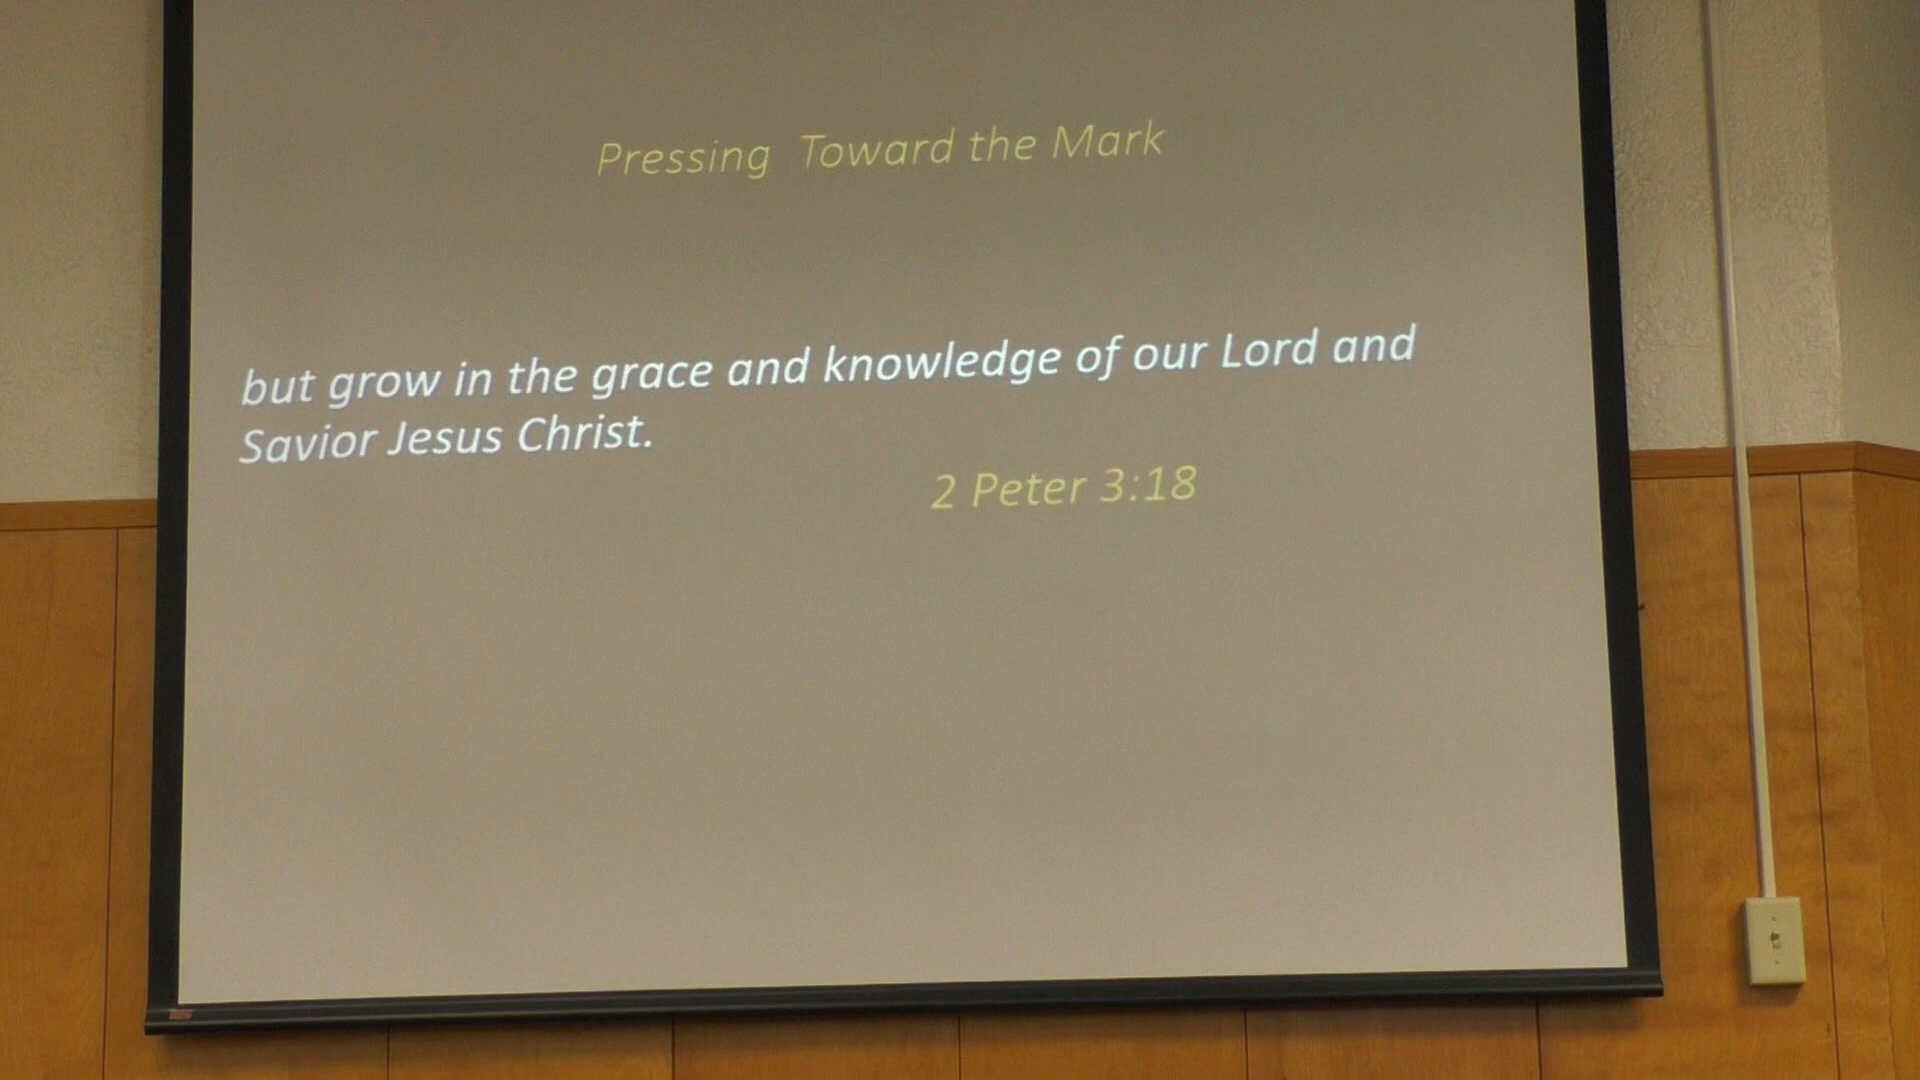 Pressing Toward the Mark
but grow in the grace and knowledge of our Lord and
Savior Jesus Christ.
2 Peter 3:18